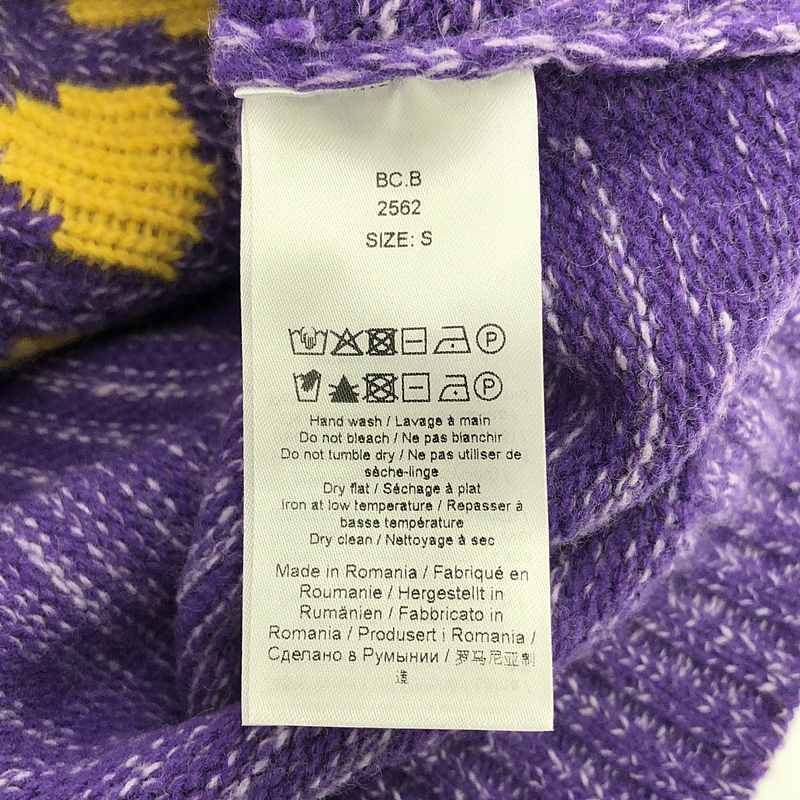 BC.B
2562
SIZE: S
P
P
Hand wash / Lavage à main
Do not bleach / Ne pas blanchir
Do not tumble dry / Ne pas utiliser de
sèche-linge
Dry flat / Séchage à plat
Iron at low temperature / Repasser à
basse température
Dry clean / Nettoyage à sec
Made in Romania / Fabriqué en
Roumanie / Hergestellt in
Rumänien / Fabbricato in
Romania / Produsert i Romania /
Сделано в Румынии / 罗马尼亚制
造